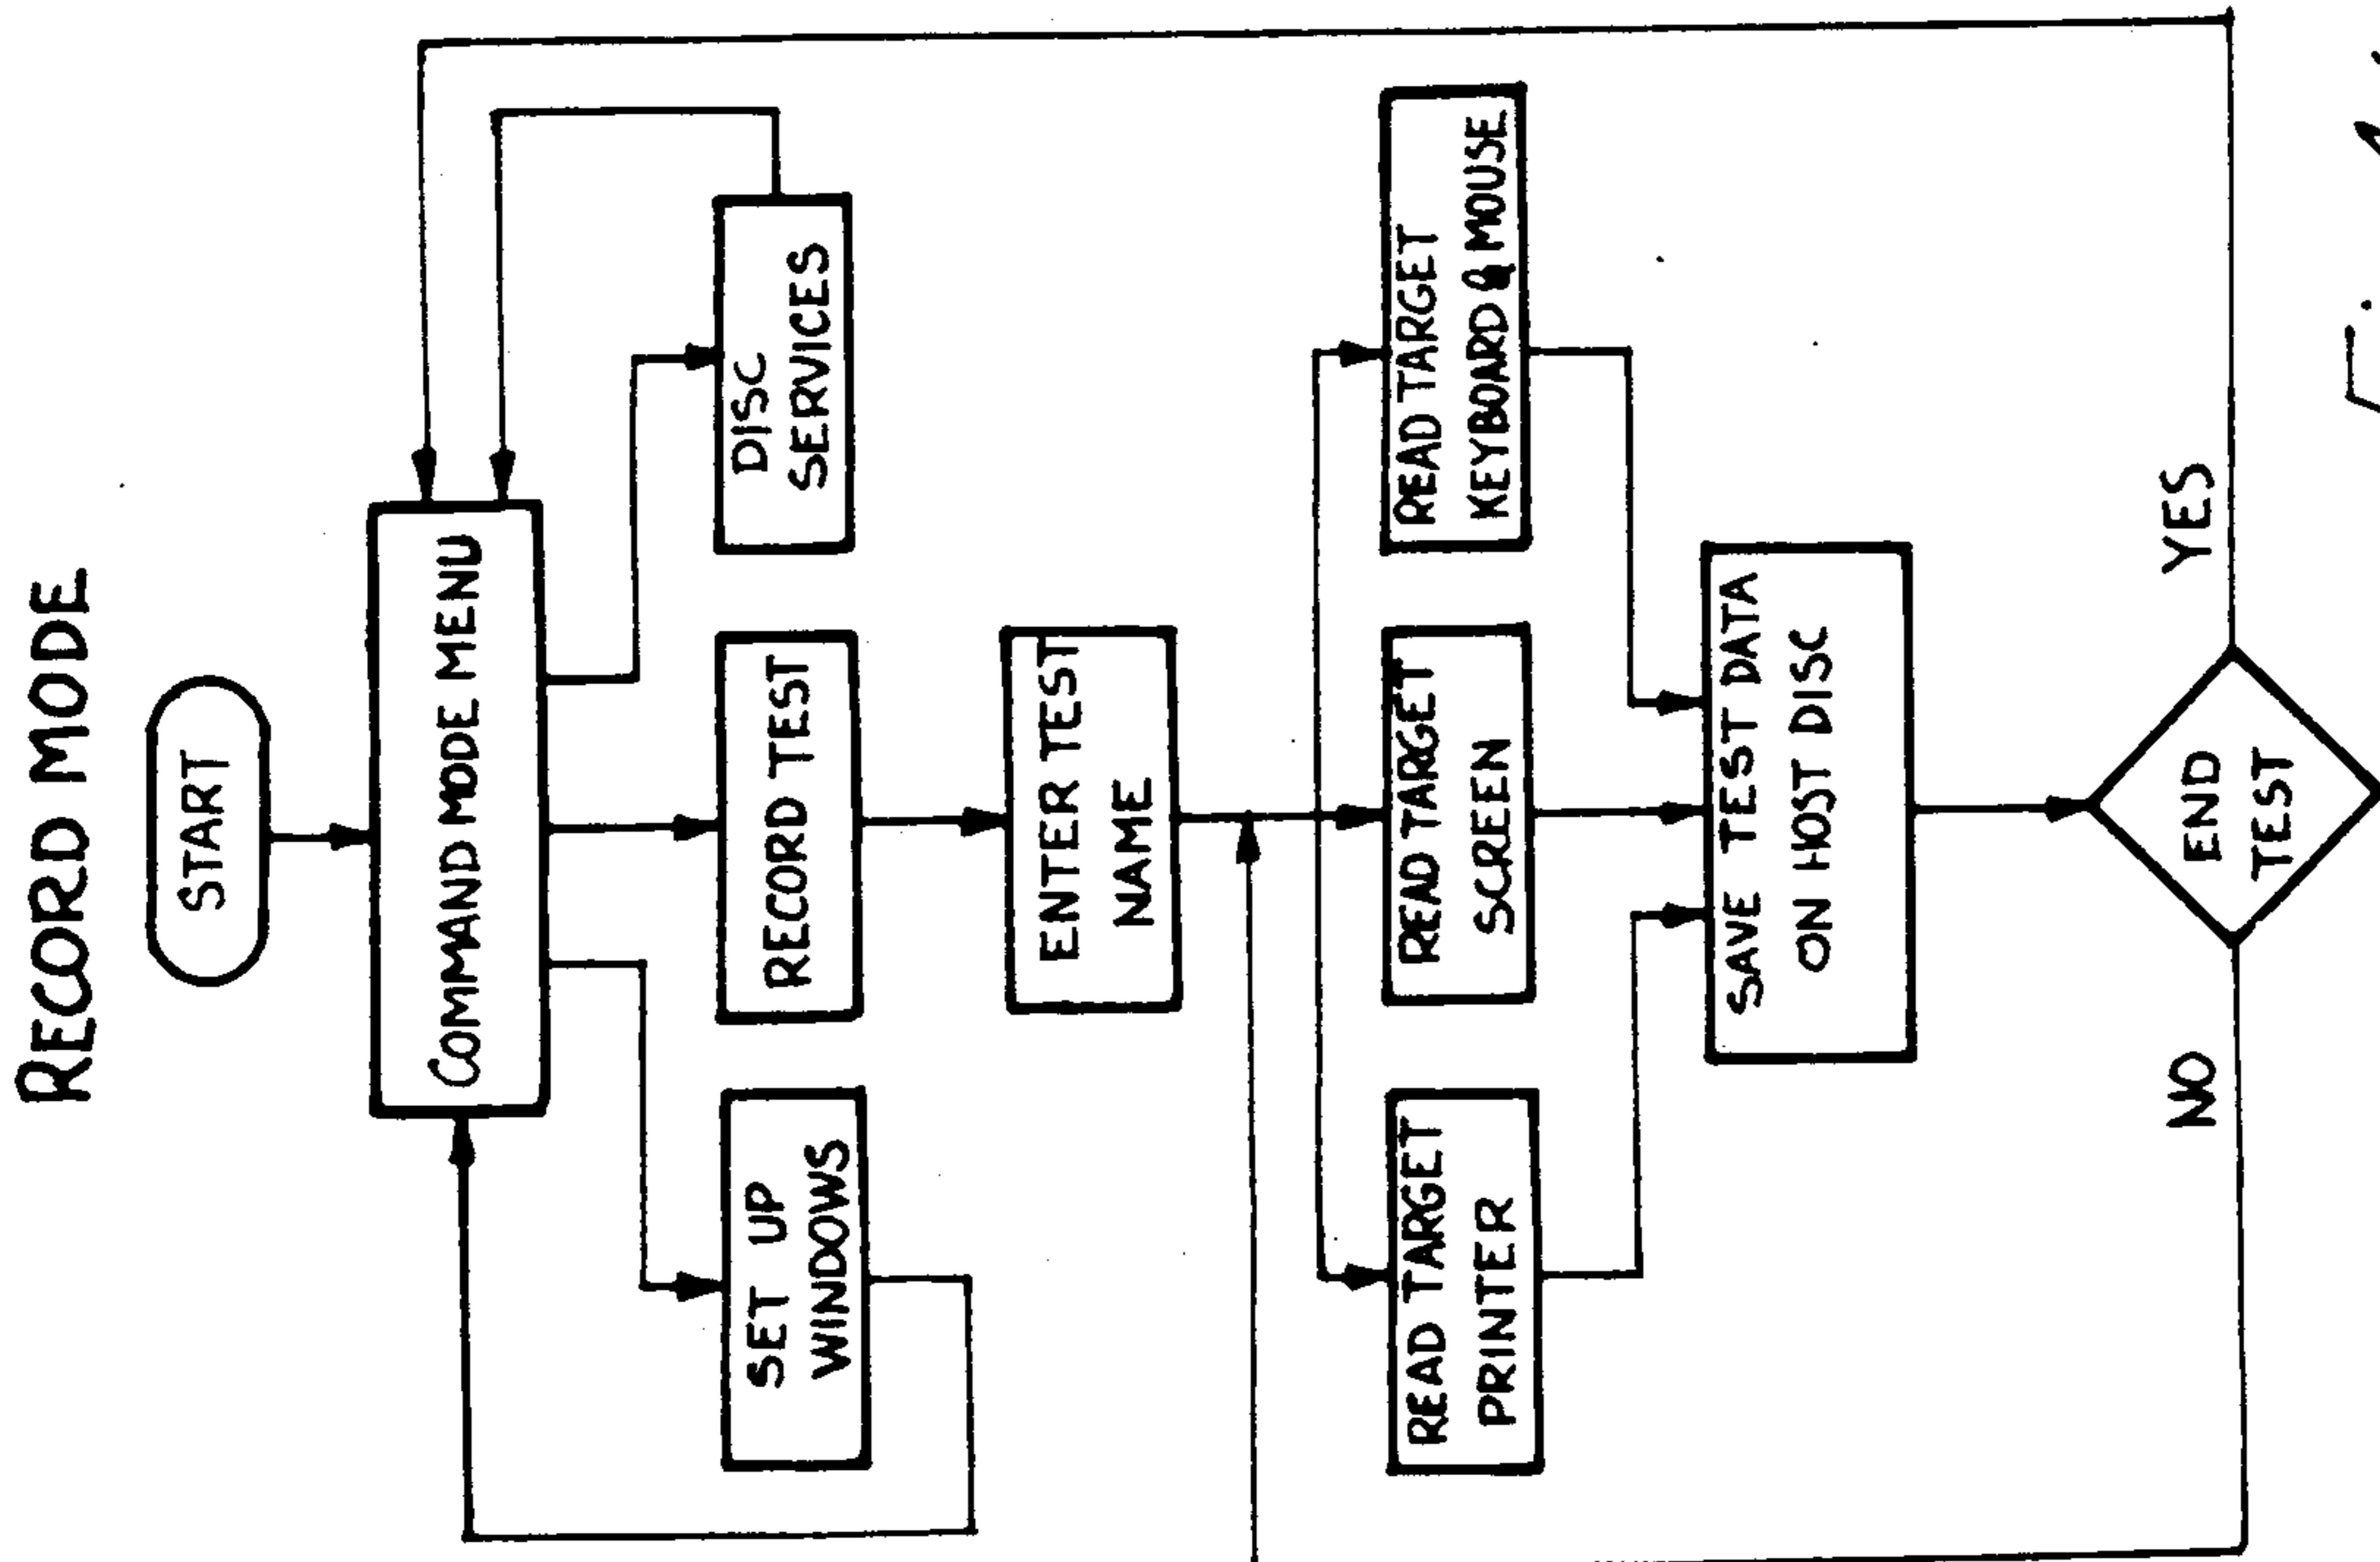 RECORD MODE
START
COMMAND MODE MENU
SET UP
WINDOWS
RECORD TEST
DISC
SERVICES
ENTER TEST
NAME
READ TARGET
PRINTER
READ TARGET
SCREEN
READ TARGET
KEYBOARD & MOUSE
SAVE TEST DATA
ON HOST DISC
END
TEST
NO
YES